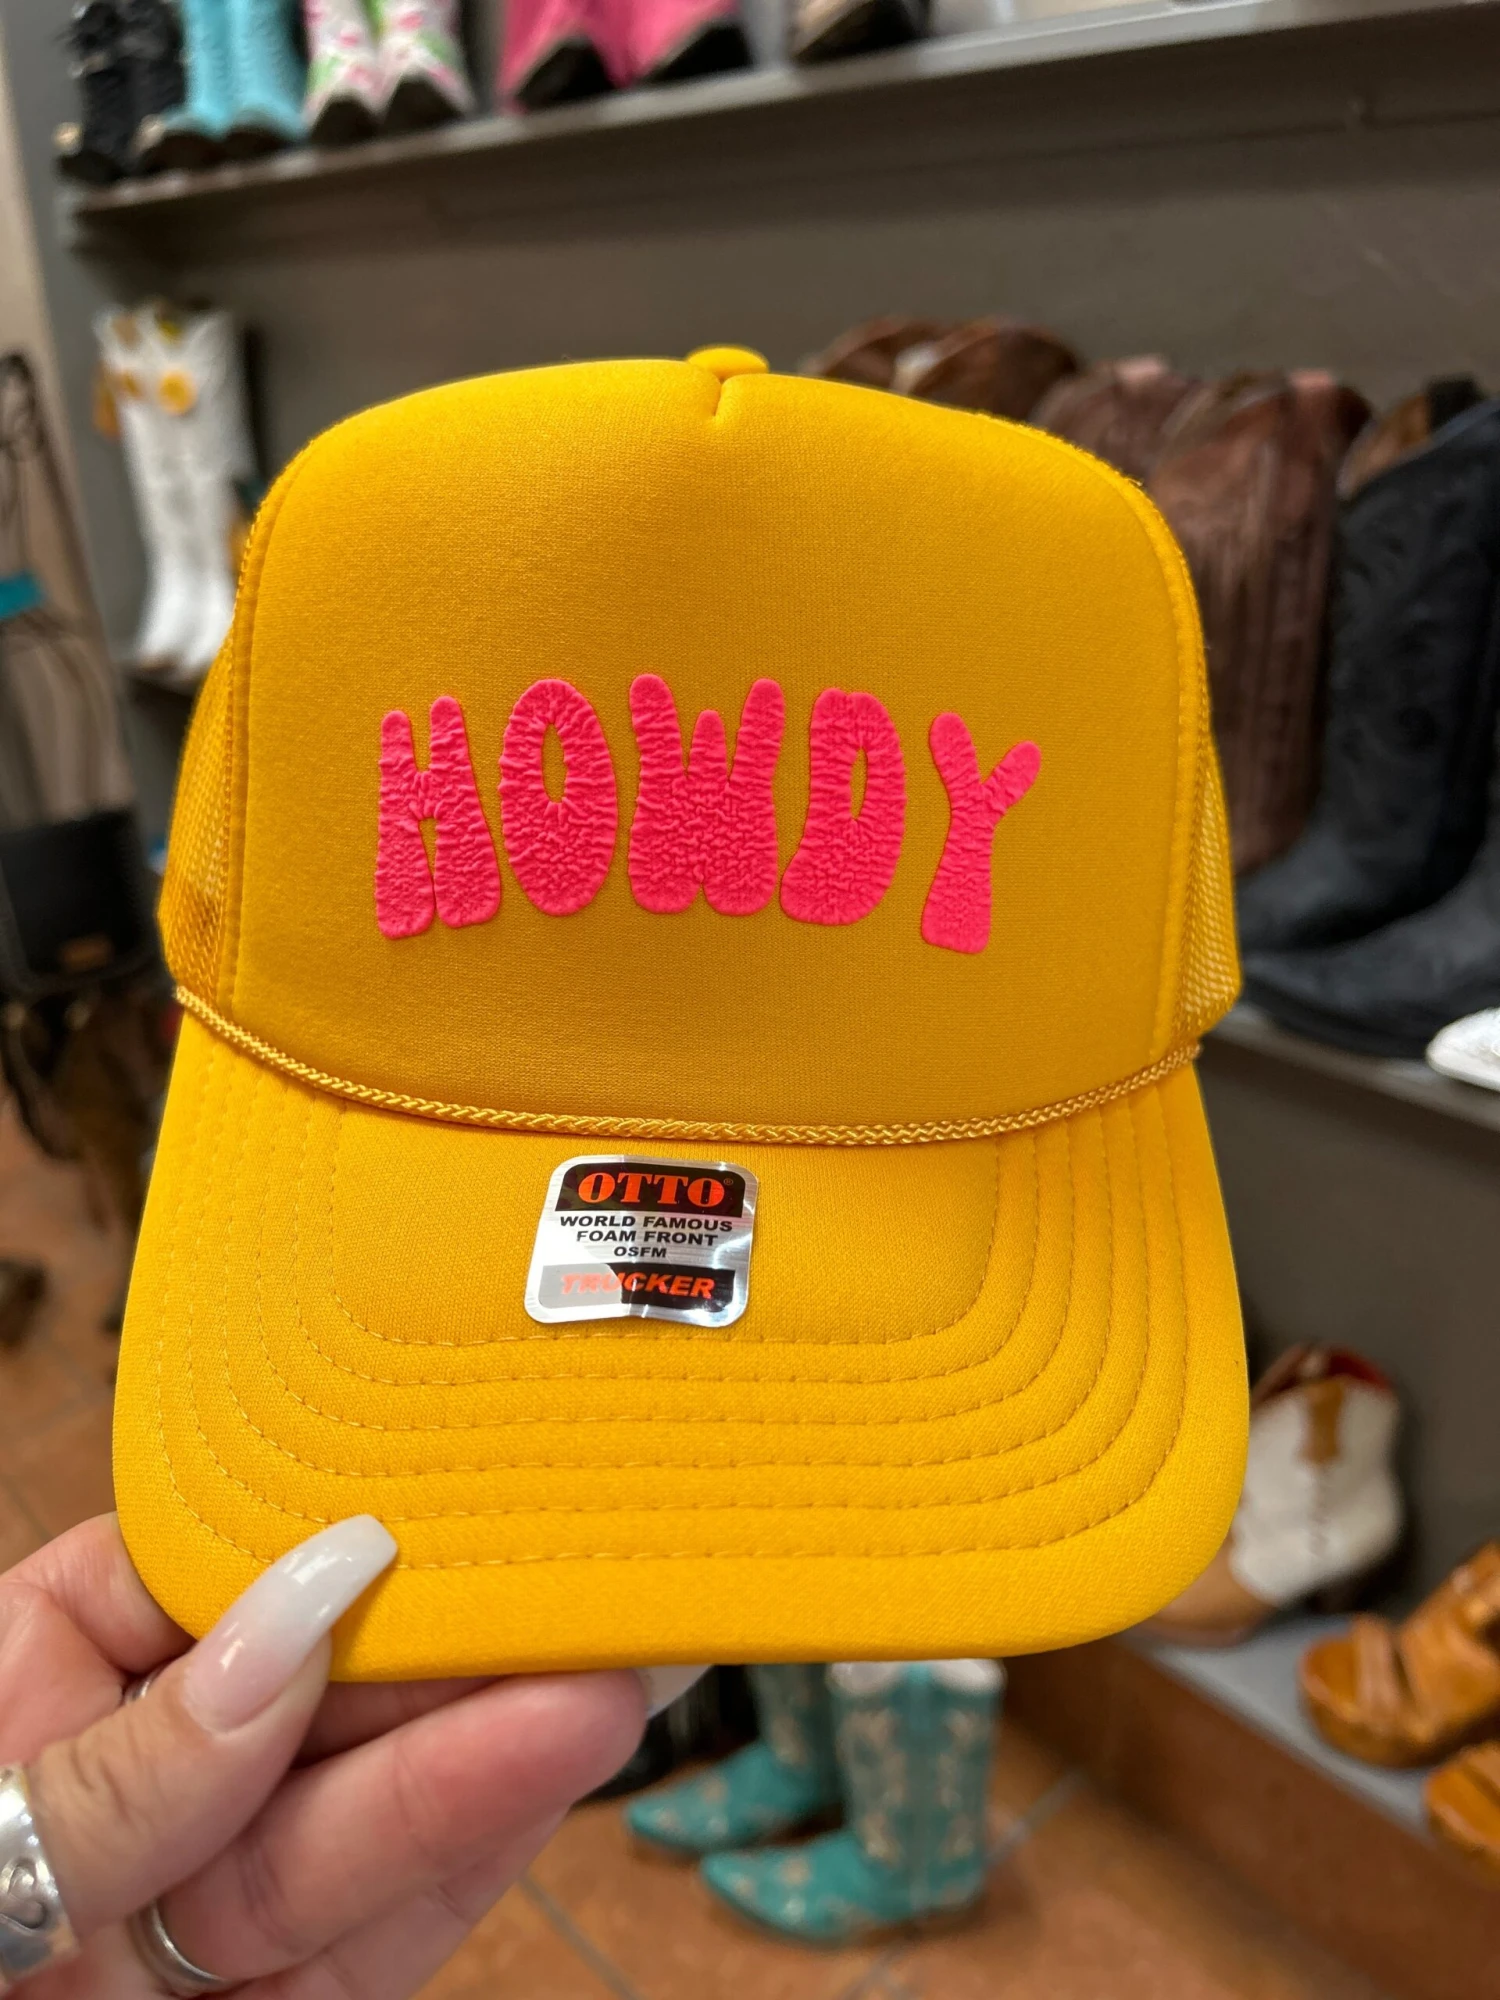 HOWDY
OTTO®
WORLD FAMOUS
FOAM FRONT
OSFM
TRUCKER